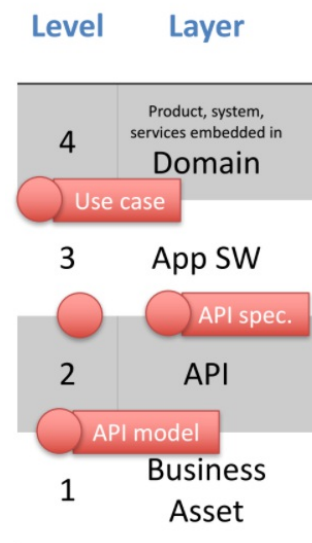 Level Layer
Product, system,
services embedded in
4 Domain
Use case
3 App SW
API spec.
2 API
API model
Business
1
Asset